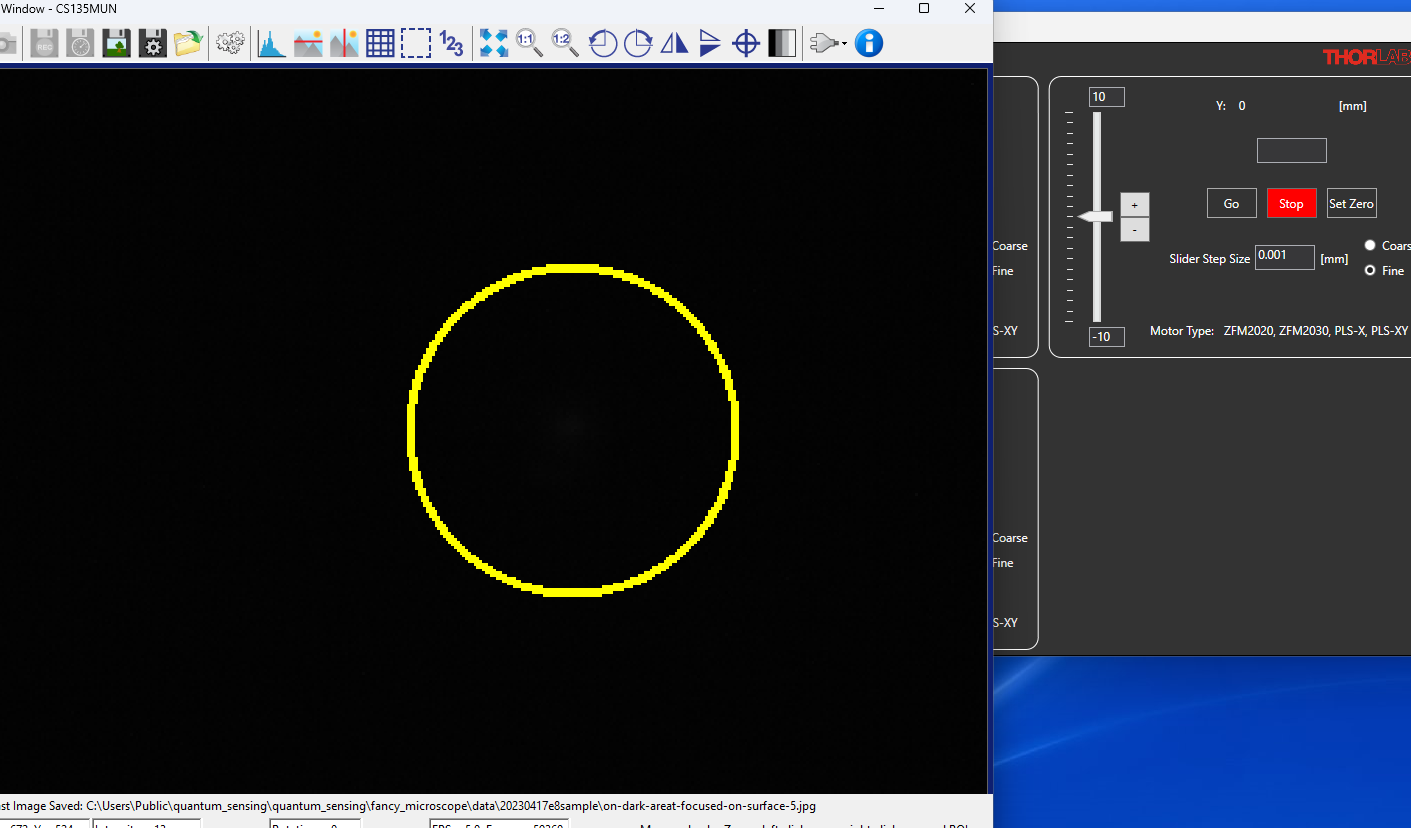 Window - CS135MUN
REC
123
1:1
1:2
THORLAB
10
Y: 0 [mm]
+
-
Go Stop Set Zero
Coarse
Fine
Slider Step Size 0.001 [mm]
Coars
Fine
S-XY
-10
Motor Type: ZFM2020, ZFM2030, PLS-X, PLS-XY
Coarse
Fine
S-XY
st Image Saved: C:\Users\Public\quantum_sensing\quantum_sensing\fancy_microscope\data\20230417e8sample\on-dark-areat-focused-on-surface-5.jpg